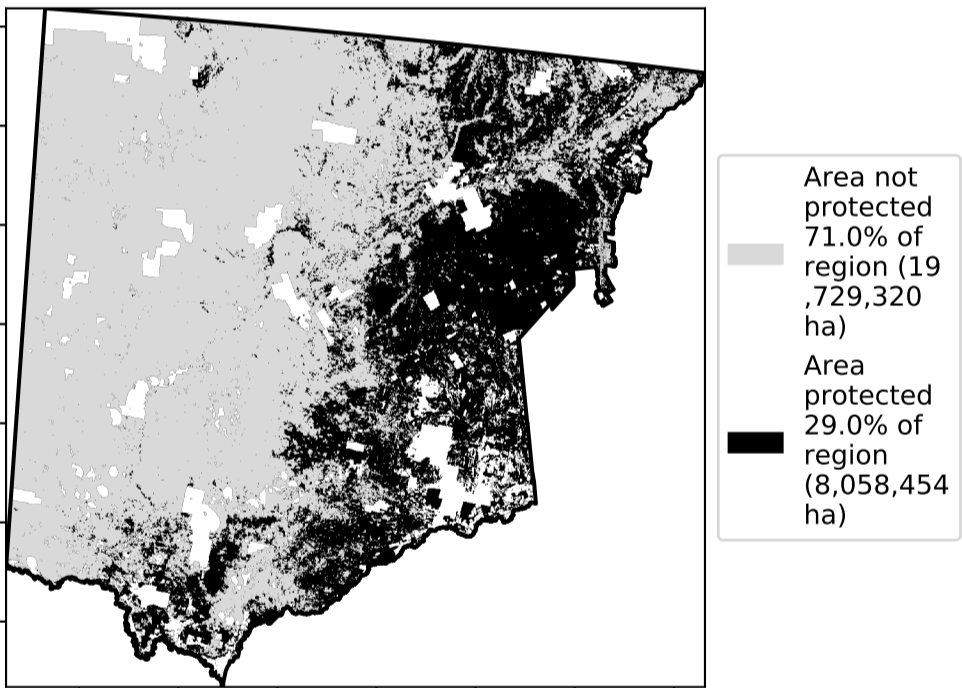 Area not
protected
71.0% of
region (19
,729,320
ha)
Area
protected
29.0% of
region
(8,058,454
ha)